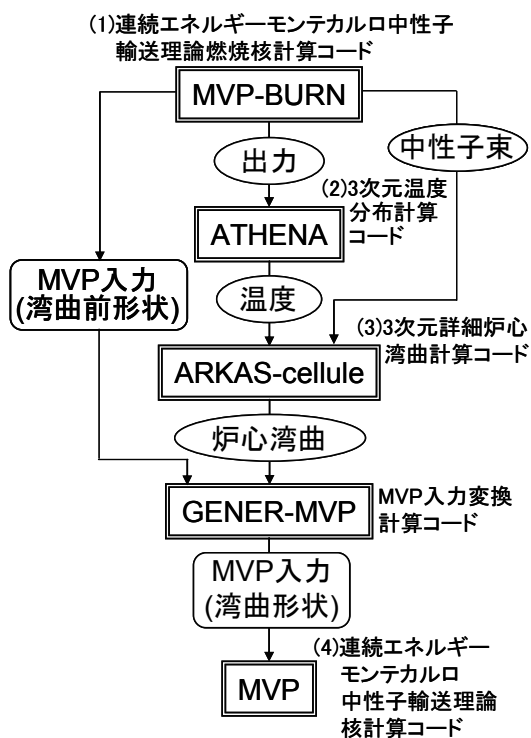 (1)連続エネルギーモンテカルロ中性子
輸送理論燃焼核計算コード
MVP-BURN
出力
中性子束
(2)3次元温度
分布計算
コード
ATHENA
MVP入力
(湾曲前形状)
温度
(3)3次元詳細炉心
湾曲計算コード
ARKAS-cellule
炉心湾曲
GENER-MVP
MVP入力変換
計算コード
MVP入力
(湾曲形状)
(4)連続エネルギー
モンテカルロ
中性子輸送理論
核計算コード
MVP